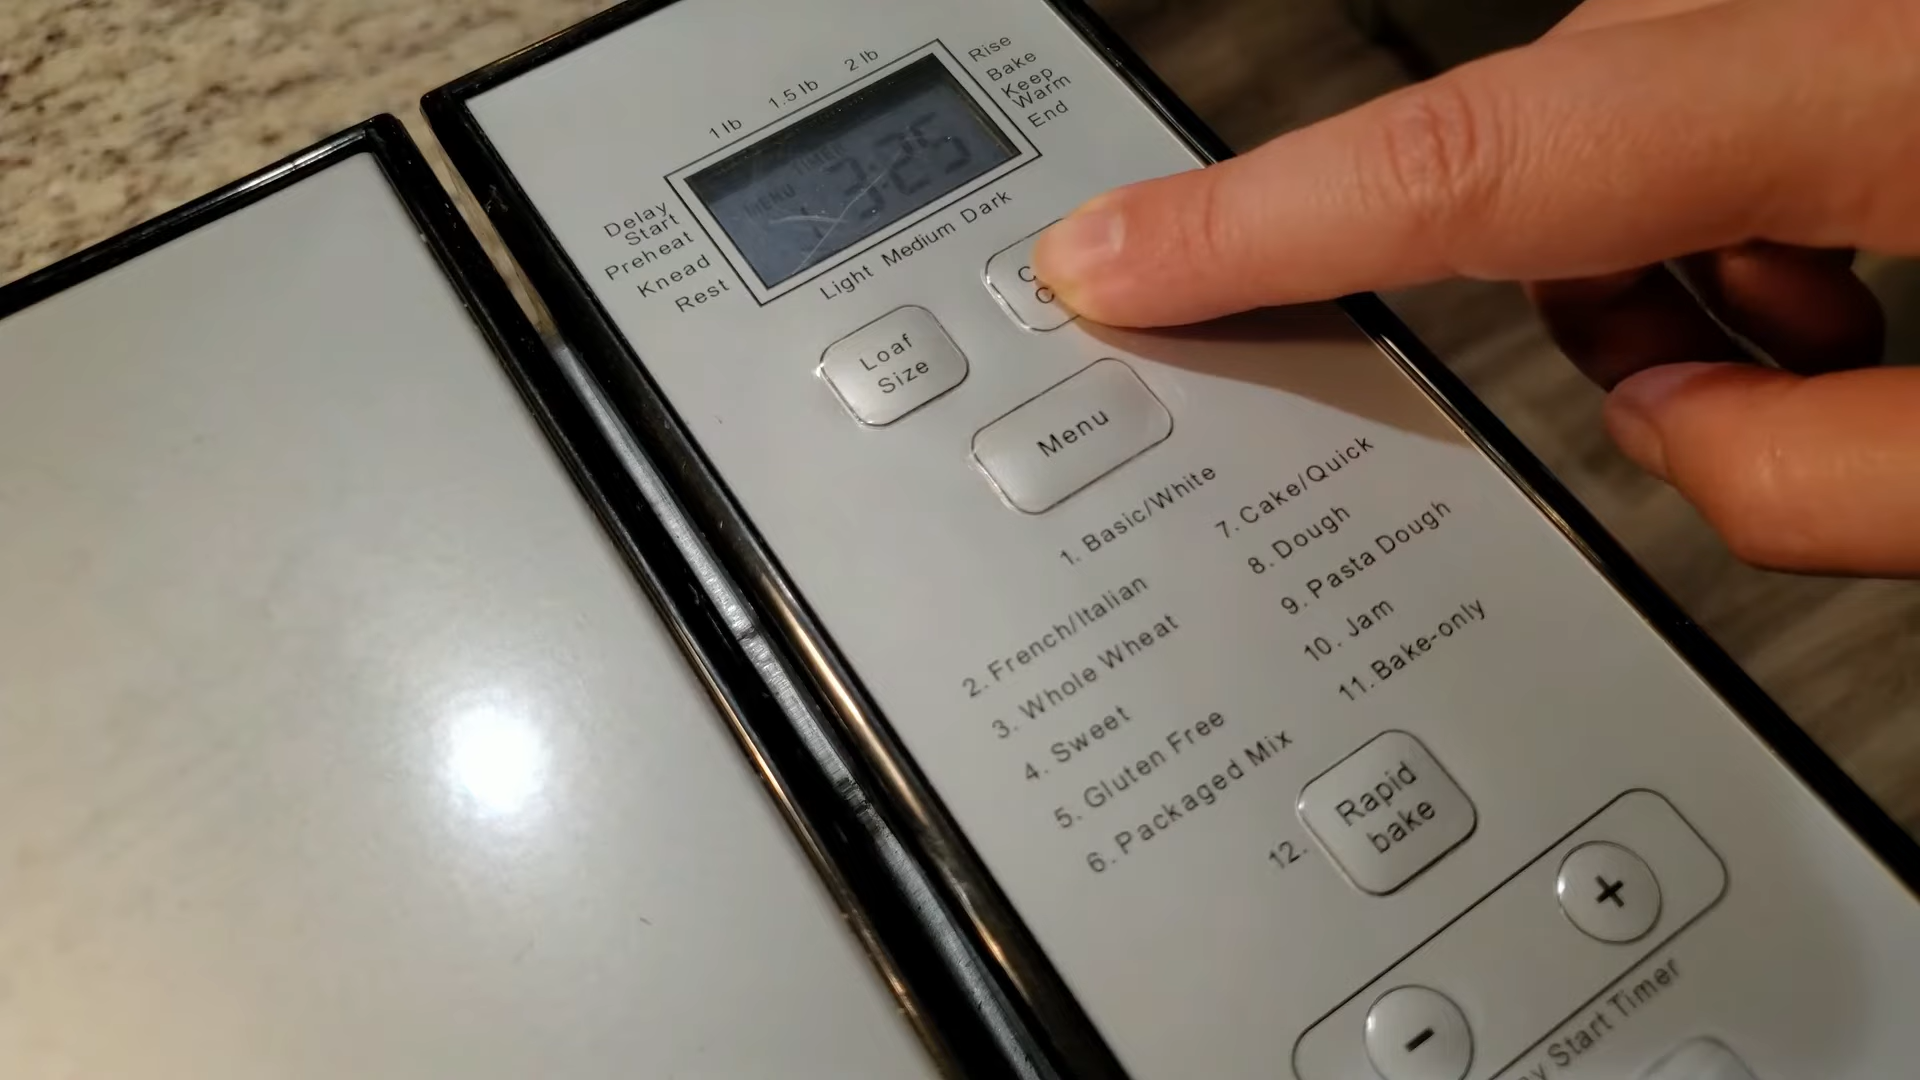 1 lb
1.5 lb
2 lb
Rise
Bake
Keep
Warm
End
TIMER
MENU
1
3:25
Delay
Start
Preheat
Knead
Rest
Light Medium Dark
C
C
Loaf
Size
Menu
1. Basic/White
2. French/Italian
3. Whole Wheat
4. Sweet
5. Gluten Free
6. Packaged Mix
7. Cake/Quick
8. Dough
9. Pasta Dough
10. Jam
11. Bake-only
12.
Rapid
bake
+
-
y Start Timer